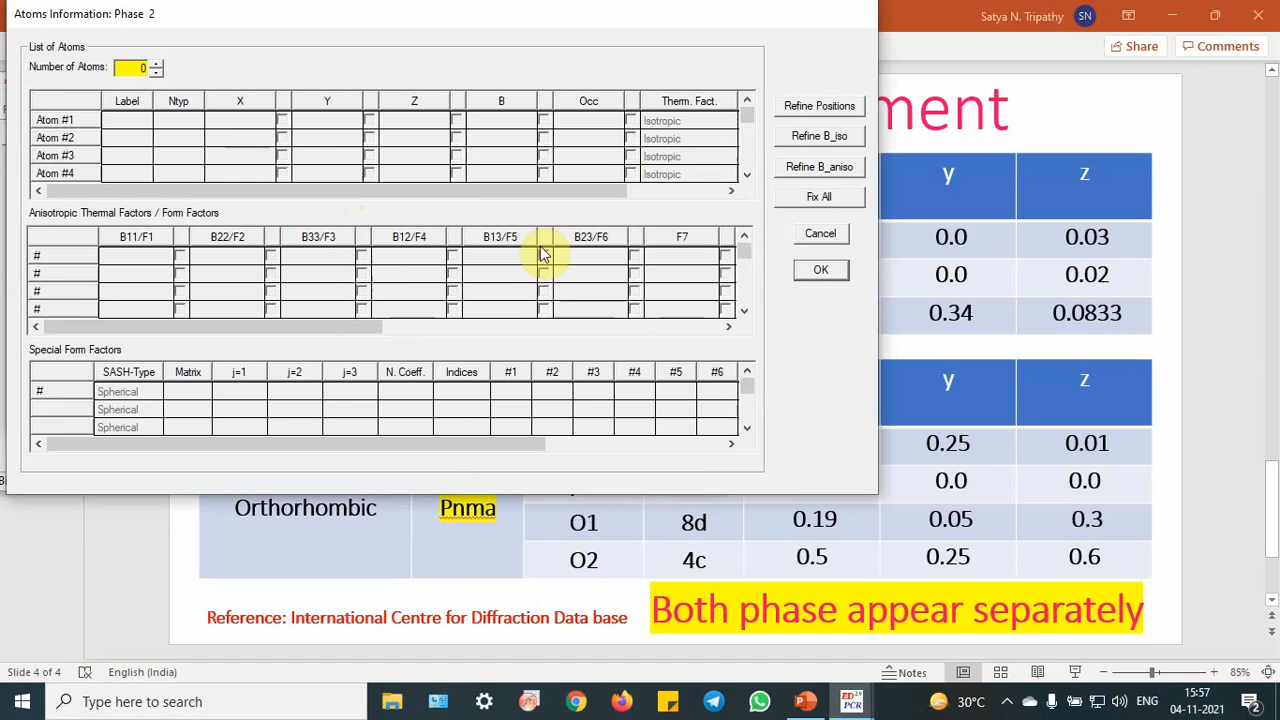 Atoms Information: Phase 2
Satya N. Tripathy SN
Share Comments
List of Atoms
Number of Atoms: 0
Label Ntyp X Y Z B Occ Therm. Fact.
Atom #1 Isotropic
Atom #2 Isotropic
Atom #3 Isotropic
Atom #4 Isotropic
Refine Positions
Refine B_iso
Refine B_aniso
Fix All
Cancel
OK
Anisotropic Thermal Factors / Form Factors
B11/F1 B22/F2 B33/F3 B12/F4 B13/F5 B23/F6 F7
#
#
#
#
Special Form Factors
SASH-Type Matrix j=1 j=2 j=3 N. Coeff. Indices #1 #2 #3 #4 #5 #6
# Spherical
Spherical
Spherical
ment
y z
0.0 0.03
0.0 0.02
0.34 0.0833
y z
0.25 0.01
0.0 0.0
Orthorhombic Pnma
O1 8d 0.19 0.05 0.3
O2 4c 0.5 0.25 0.6
Reference: International Centre for Diffraction Data base
Both phase appear separately
Slide 4 of 4 English (India) Notes 85%
Type here to search
ED 20
PCR
30°C ENG
15:57
04-11-2021
2